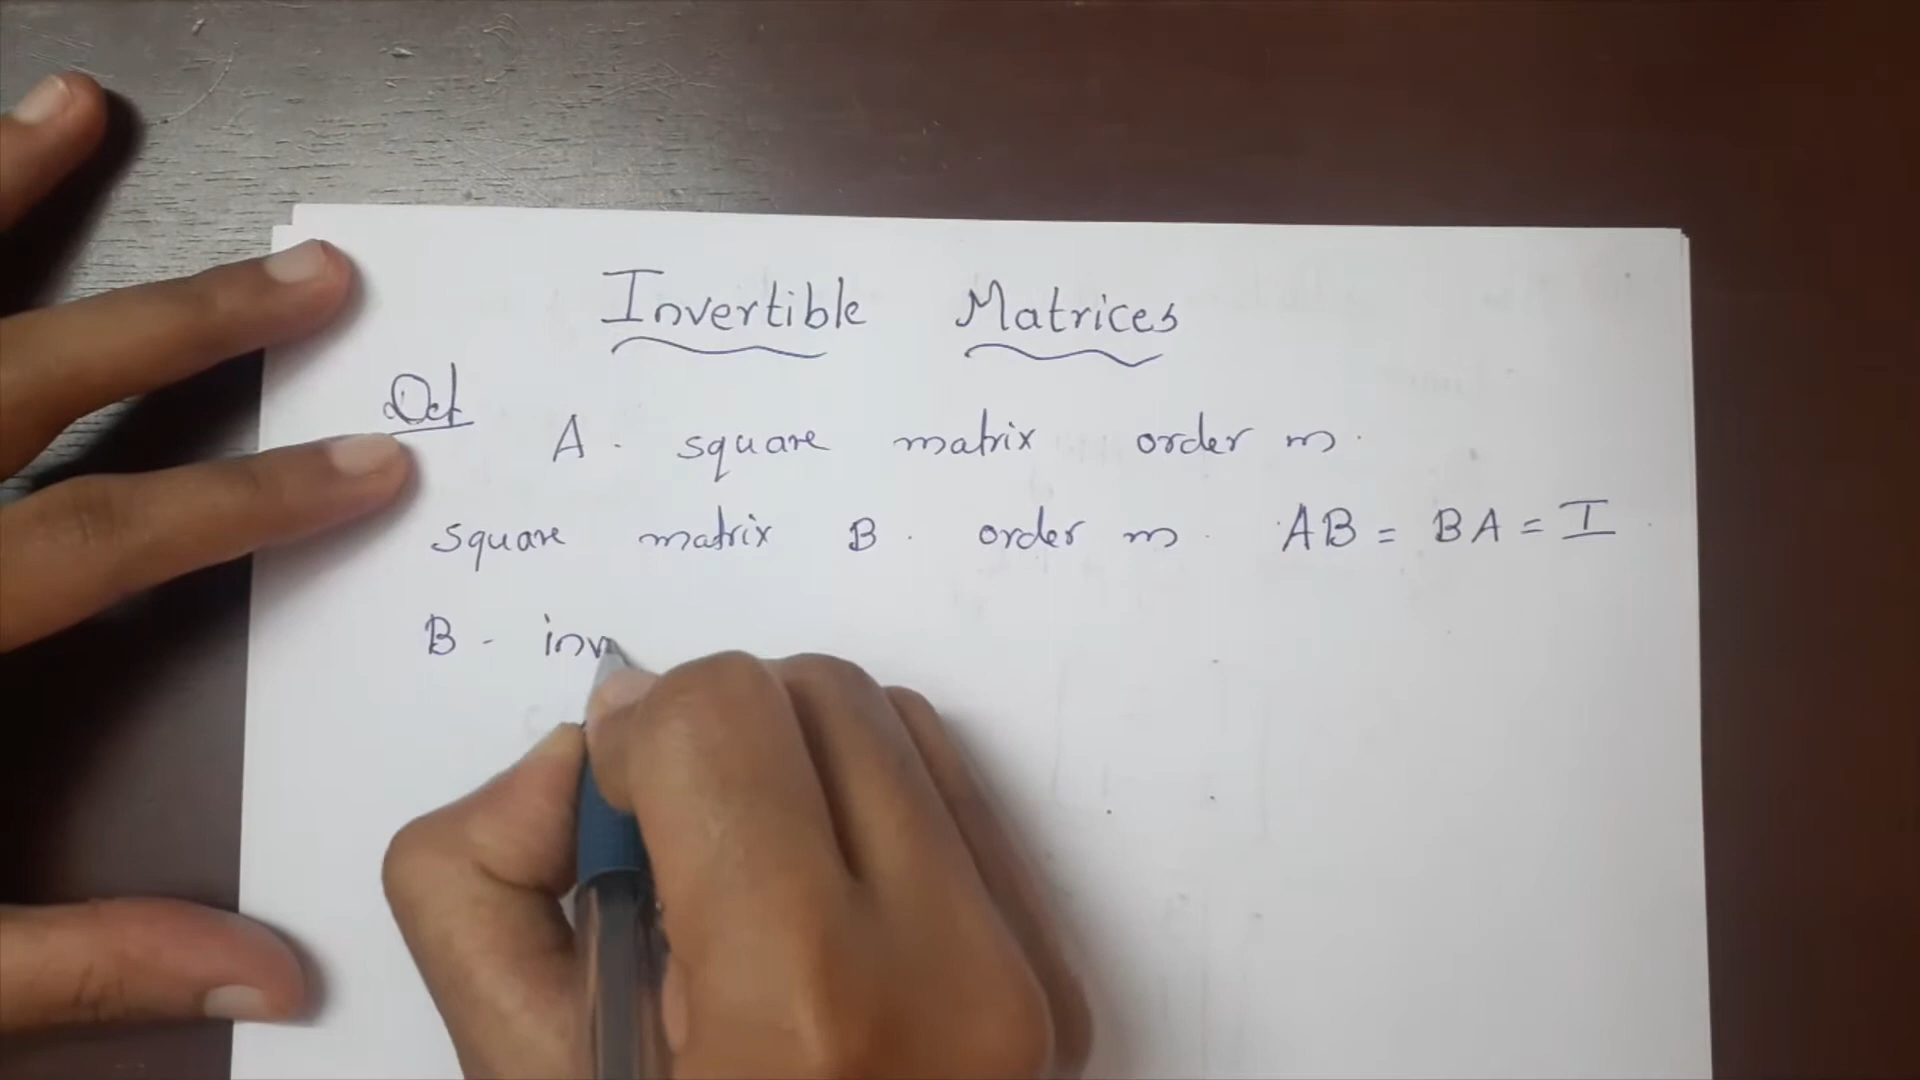 Invertible Matrices
Def
A - square matrix order m.
square matrix B. order m. AB = BA = I.
B - inv